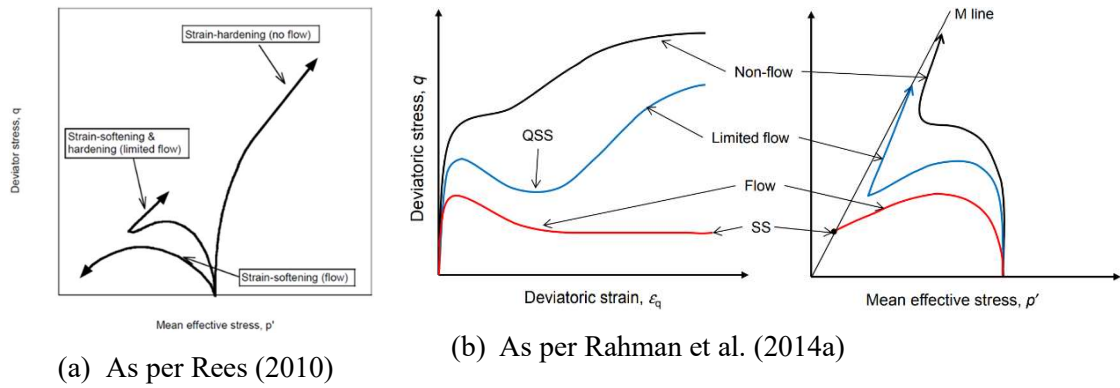 Strain-hardening (no flow)
Strain-softening &
hardening (limited flow)
Strain-softening (flow)
Deviator stress, q
Mean effective stress, p'
(a) As per Rees (2010)
Deviatoric stress, q
QSS
Deviatoric strain, εq
Non-flow
Limited flow
Flow
SS
M line
Mean effective stress, p′
(b) As per Rahman et al. (2014a)